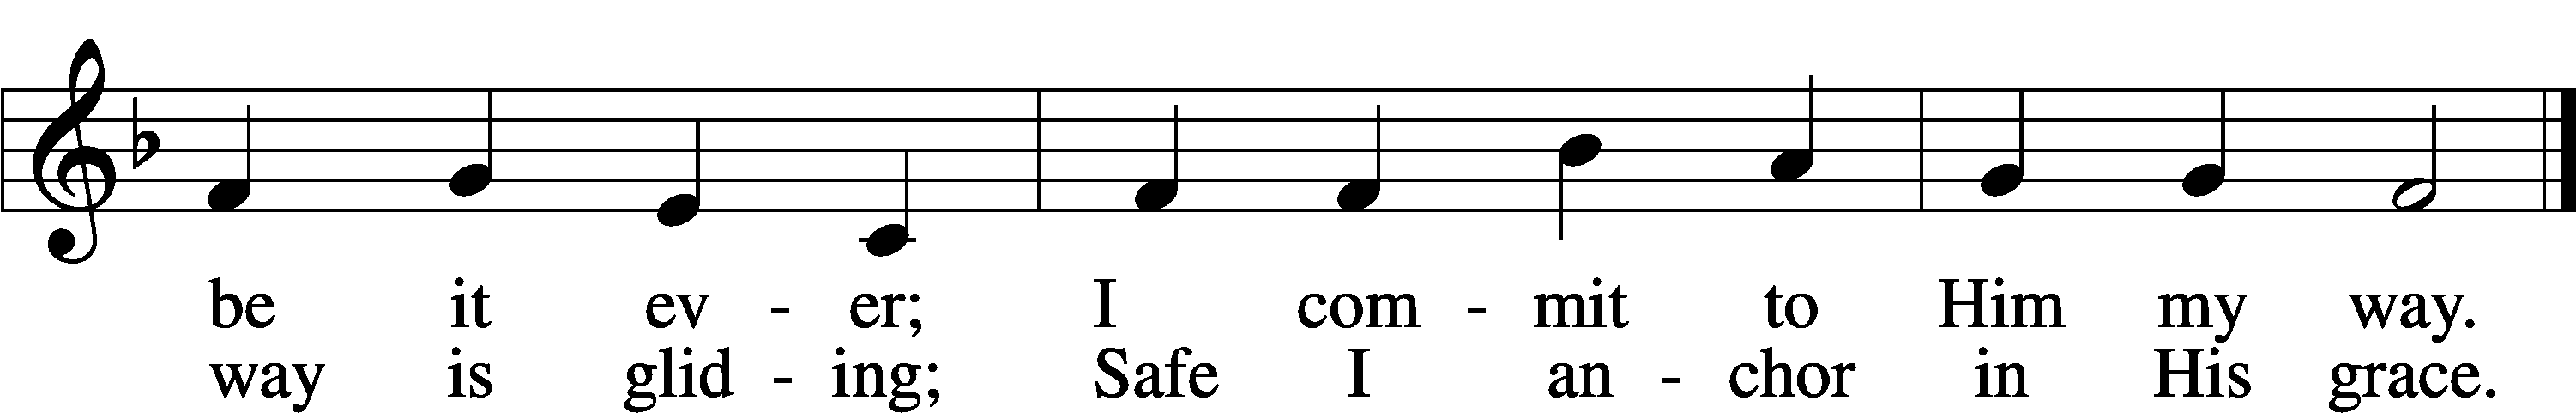 be it ev - er; I com - mit to Him my way.
way is glid - ing; Safe I an - chor in His grace.